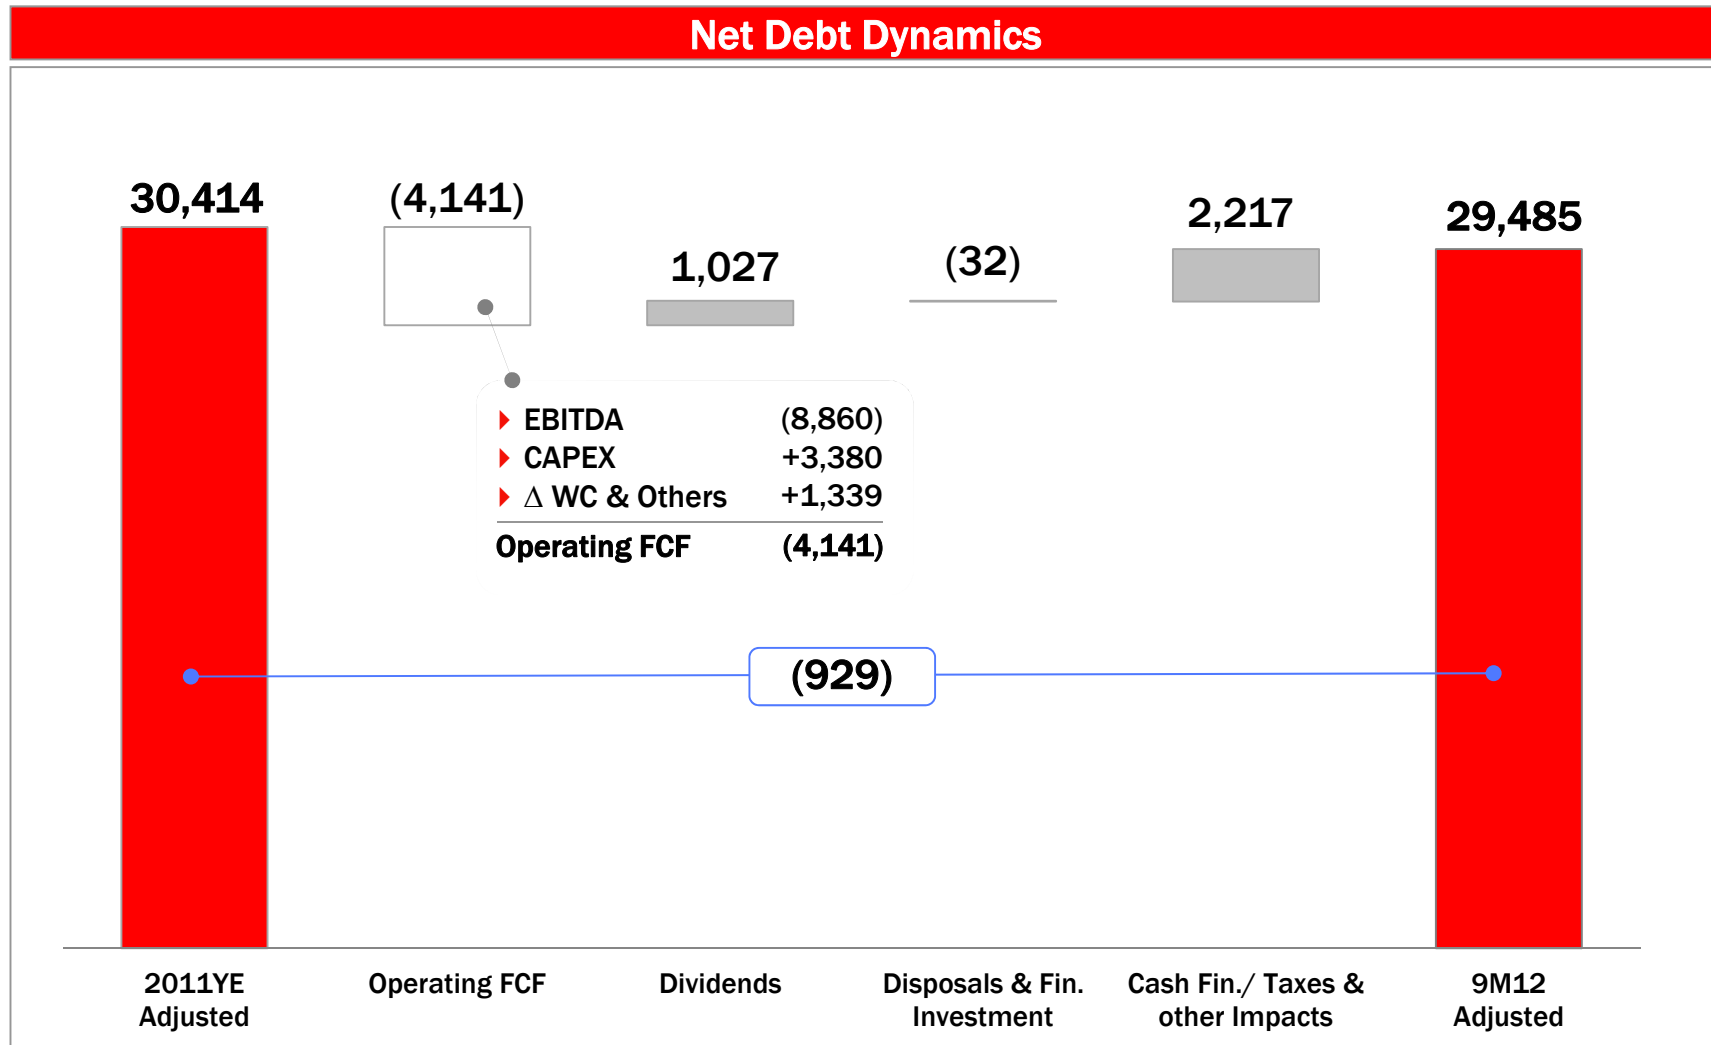 Net Debt Dynamics
30,414
(4,141)
1,027
(32)
2,217
29,485
EBITDA (8,860)
CAPEX +3,380
Δ WC & Others +1,339
Operating FCF (4,141)
(929)
2011YE
Adjusted
Operating FCF
Dividends
Disposals & Fin.
Investment
Cash Fin./ Taxes &
other Impacts
9M12
Adjusted